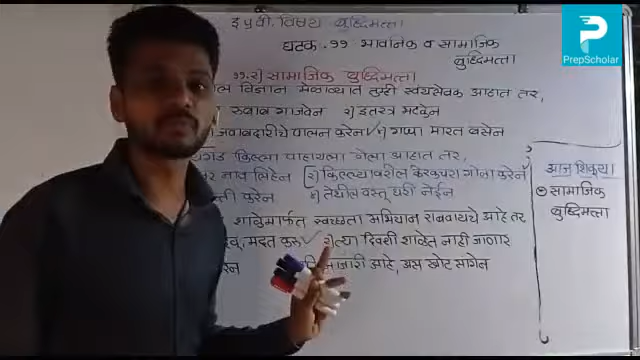 इ ५ वी. विषय बुद्धिमत्ता
घटक - ११ भावनिक व सामाजिक
बुद्धिमत्ता
११.२) सामाजिक बुद्धिमत्ता
विज्ञान मेळाव्यात तुम्ही स्वयंसेवक आहात तर,
रुबाब गाजवेन २) इतरत्र भटकेन
जबाबदारीचे पालन करेन ✓ ४) गप्पा मारत बसेन
किल्ला पाहायला गेला आहात तर,
नाव लिहेन २) किल्ल्यावरील केरकचरा गोळा करेन
करेन ४) तेथील वस्तू घरी नेईन
शाळेमार्फत स्वच्छता अभियान राबवायचे आहे तर
मदत करू ✓ २) त्या दिवशी शाळेत नाही जाणार
आजारी आहे, असे खोटे सांगेन
आज शिकूया
सामाजिक
बुद्धिमत्ता
PrepScholar